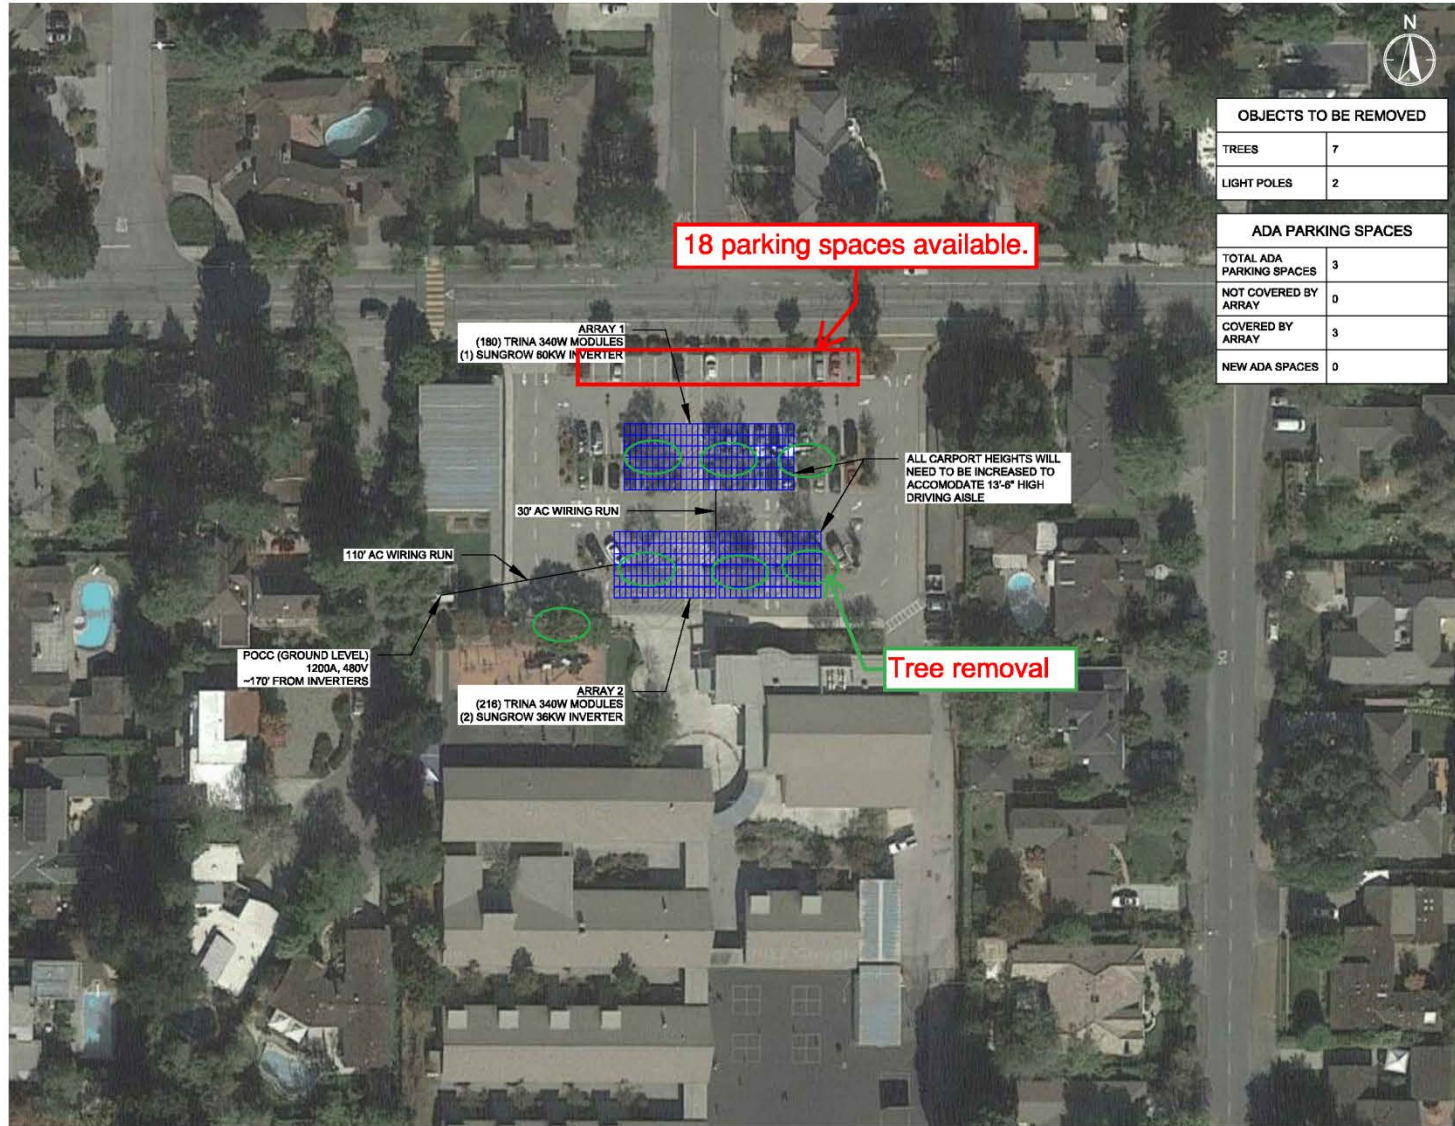 N
OBJECTS TO BE REMOVED
TREES 7
LIGHT POLES 2
ADA PARKING SPACES
TOTAL ADA
PARKING SPACES 3
NOT COVERED BY
ARRAY 0
COVERED BY
ARRAY 3
NEW ADA SPACES 0
18 parking spaces available.
ARRAY 1
(180) TRINA 340W MODULES
(1) SUNGROW 60KW INVERTER
ALL CARPORT HEIGHTS WILL
NEED TO BE INCREASED TO
ACCOMODATE 13'-6" HIGH
DRIVING AISLE
30' AC WIRING RUN
110' AC WIRING RUN
POCC (GROUND LEVEL)
1200A, 480V
~170' FROM INVERTERS
Tree removal
ARRAY 2
(216) TRINA 340W MODULES
(2) SUNGROW 36KW INVERTER